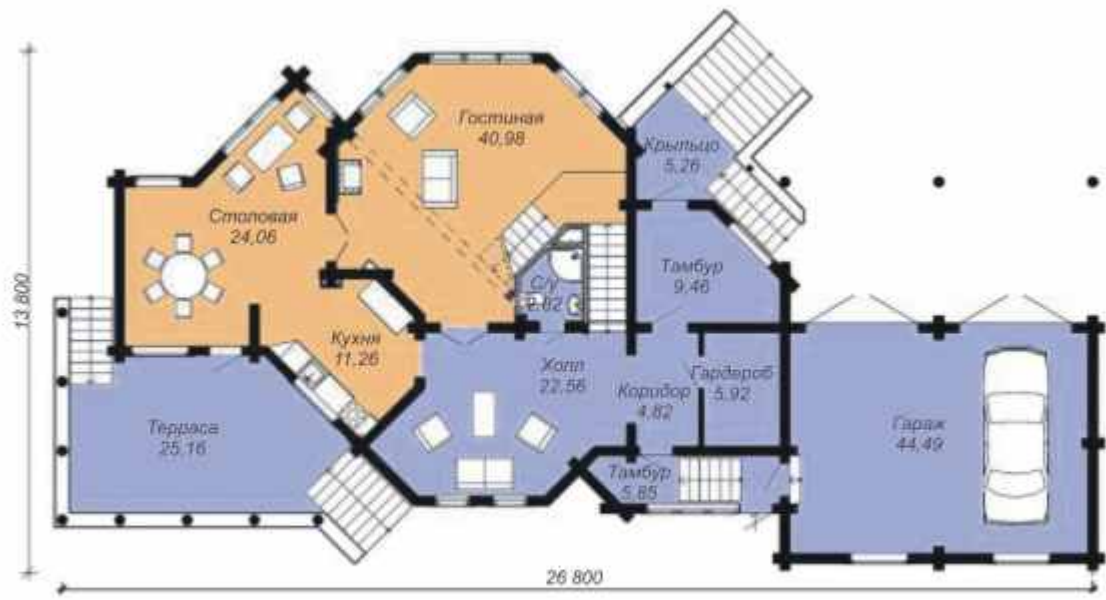 Гостиная
40,98
Крыльцо
5,26
Столовая
24,06
Тамбур
9,46
С/у
2,82
13.800
Кухня
11,26
Холл
22,56
Гардероб
5,92
Коридор
4,82
Терраса
25,16
Гараж
44,49
Тамбур
5,85
26 800